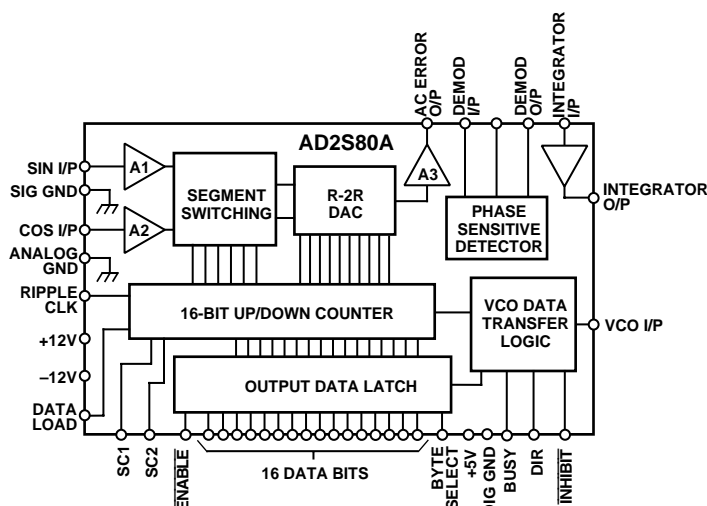 AC ERROR
O/P
DEMOD
I/P
DEMOD
O/P
INTEGRATOR
I/P
AD2S80A
SIN I/P
A1
SIG GND
SEGMENT
SWITCHING
R-2R
DAC
A3
INTEGRATOR
O/P
COS I/P
A2
PHASE
SENSITIVE
DETECTOR
ANALOG
GND
RIPPLE
CLK
16-BIT UP/DOWN COUNTER
VCO DATA
TRANSFER
LOGIC
VCO I/P
+12V
–12V
OUTPUT DATA LATCH
DATA
LOAD
SC1
SC2
ENABLE
16 DATA BITS
BYTE
SELECT
+5V
DIG GND
BUSY
DIR
INHIBIT